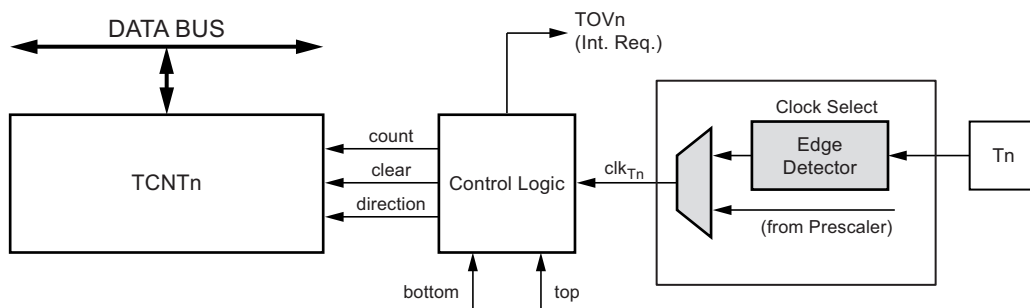 DATA BUS
TOVn
(Int. Req.)
TCNTn
count
clear
direction
Control Logic
clkTn
Clock Select
Edge
Detector
Tn
(from Prescaler)
bottom
top